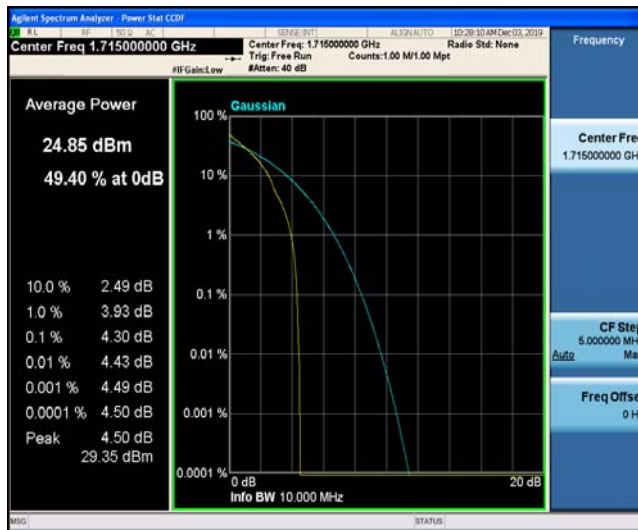 Agilent Spectrum Analyzer - Power Stat CCDF
RL RF 50 Ω AC SENSE:INT ALIGN AUTO 10:28:10 AM Dec 03, 2019
Center Freq 1.715000000 GHz
Center Freq: 1.715000000 GHz Radio Std: None
Trig: Free Run Counts:1.00 M/1.00 Mpt
#IFGain:Low #Atten: 40 dB
Frequency
Average Power
24.85 dBm
49.40 % at 0dB
10.0 % 2.49 dB
1.0 % 3.93 dB
0.1 % 4.30 dB
0.01 % 4.43 dB
0.001 % 4.49 dB
0.0001 % 4.50 dB
Peak 4.50 dB
29.35 dBm
Gaussian
100 %
10 %
1 %
0.1 %
0.01 %
0.001 %
0.0001 %
0 dB 20 dB
Info BW 10.000 MHz
Center Fre
1.715000000 GH
CF Step
5.000000 MH
Auto Ma
Freq Offse
0 H
MSG STATUS